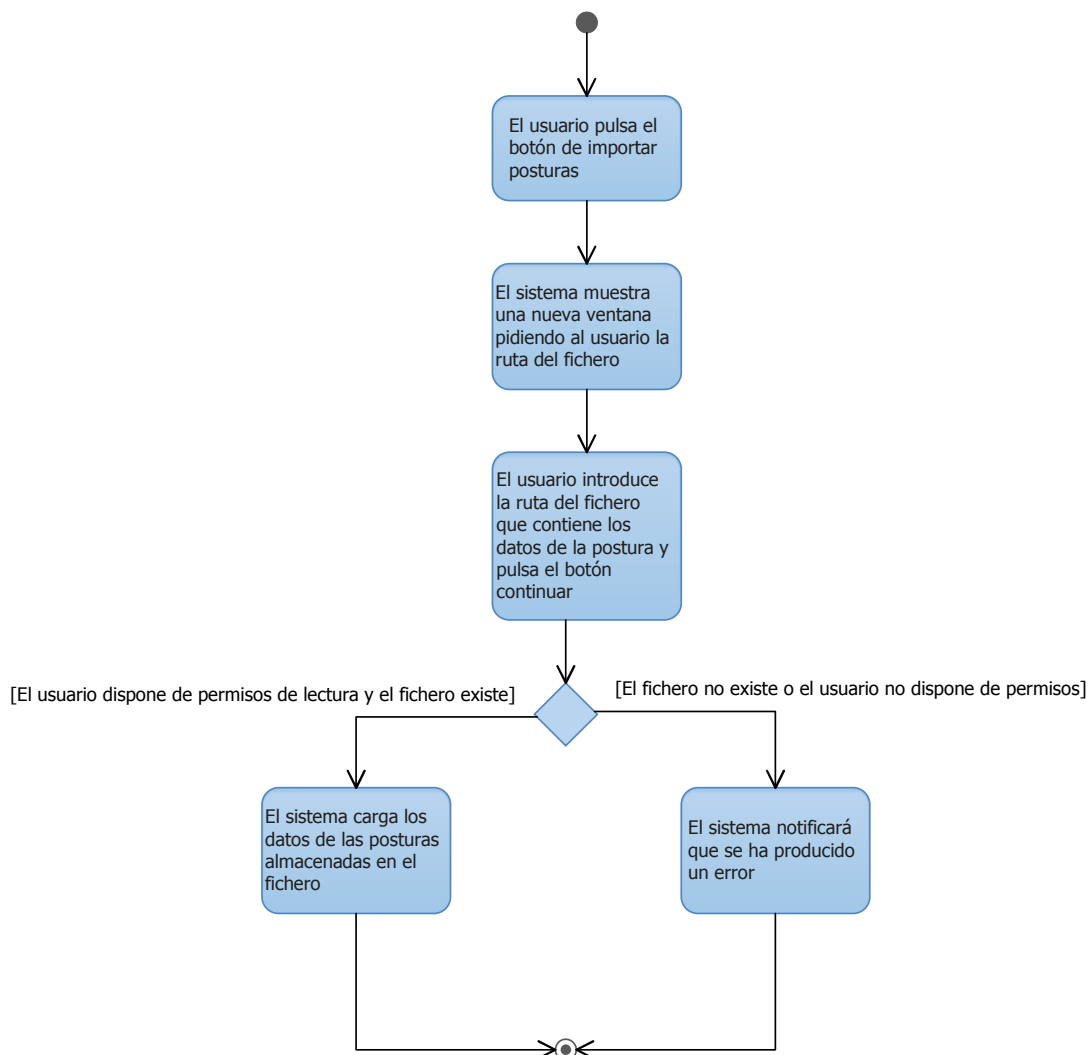 El usuario pulsa el
botón de importar
posturas
El sistema muestra
una nueva ventana
pidiendo al usuario la
ruta del fichero
El usuario introduce
la ruta del fichero
que contiene los
datos de la postura y
pulsa el botón
continuar
[El usuario dispone de permisos de lectura y el fichero existe]
[El fichero no existe o el usuario no dispone de permisos]
El sistema carga los
datos de las posturas
almacenadas en el
fichero
El sistema notificará
que se ha producido
un error